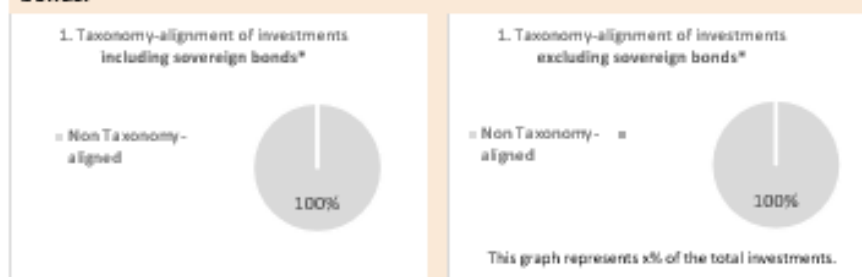 1. Taxonomy-alignment of investments
including sovereign bonds*
Non Taxonomy-
aligned
100%
1. Taxonomy-alignment of investments
excluding sovereign bonds*
Non Taxonomy-
aligned
100%
This graph represents x% of the total investments.